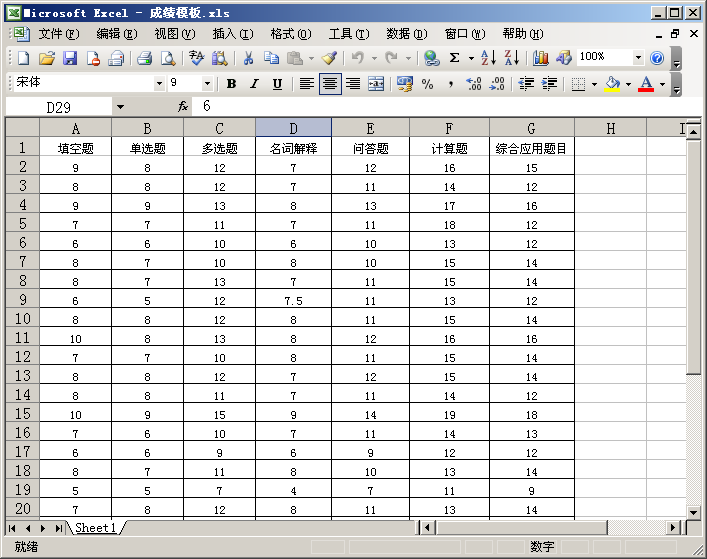 Microsoft Excel - 成绩模板.xls
文件(F) 编辑(E) 视图(V) 插入(I) 格式(O) 工具(T) 数据(D) 窗口(W) 帮助(H)
100%
宋体 9 B I U
D29 fx 6
A B C D E F G H I
1 填空题 单选题 多选题 名词解释 问答题 计算题 综合应用题目
2 9 8 12 7 12 16 15
3 8 8 12 7 11 14 12
4 9 9 13 8 13 17 16
5 7 7 11 7 11 18 12
6 6 6 10 6 10 13 12
7 8 7 10 8 10 15 14
8 8 7 13 7 11 15 14
9 6 5 12 7.5 11 13 12
10 8 8 12 8 11 15 14
11 10 8 13 8 12 16 16
12 7 7 10 8 11 15 14
13 8 8 12 7 12 15 14
14 8 8 11 7 11 14 12
15 10 9 15 9 14 19 18
16 7 6 10 7 11 14 13
17 6 6 9 6 9 12 12
18 8 7 11 8 10 13 14
19 5 5 7 4 7 11 9
20 7 8 12 8 11 13 14
Sheet1
就绪 数字